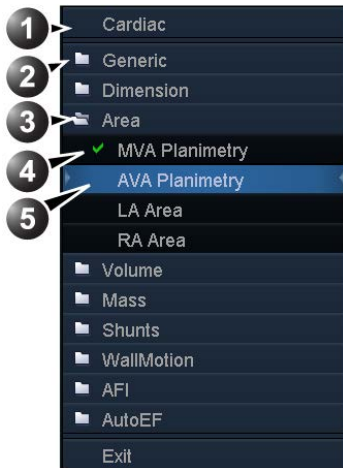 1 Cardiac
2 Generic
Dimension
3 Area
4 MVA Planimetry
5 AVA Planimetry
LA Area
RA Area
Volume
Mass
Shunts
WallMotion
AFI
AutoEF
Exit